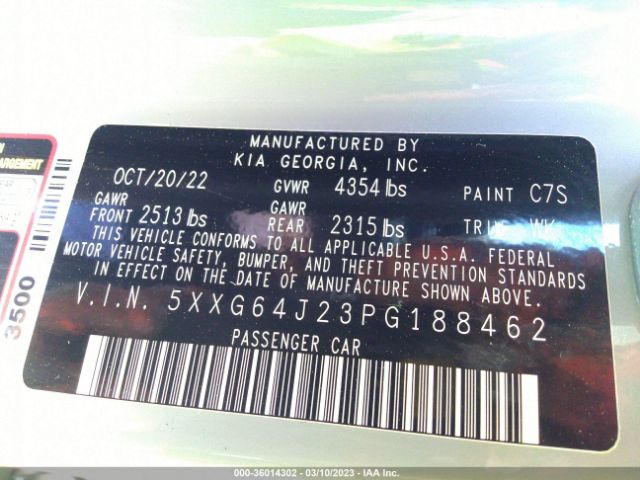 MANUFACTURED BY
KIA GEORGIA, INC.
OCT/20/22 GVWR 4354 lbs PAINT C7S
GAWR FRONT 2513 lbs GAWR REAR 2315 lbs TRIM WK
THIS VEHICLE CONFORMS TO ALL APPLICABLE U.S.A. FEDERAL
MOTOR VEHICLE SAFETY, BUMPER, AND THEFT PREVENTION STANDARDS
IN EFFECT ON THE DATE OF MANUFACTURE SHOWN ABOVE.
V.I.N. 5XXG64J23PG188462
PASSENGER CAR
3500
000-36014302 - 03/10/2023 - IAA Inc.